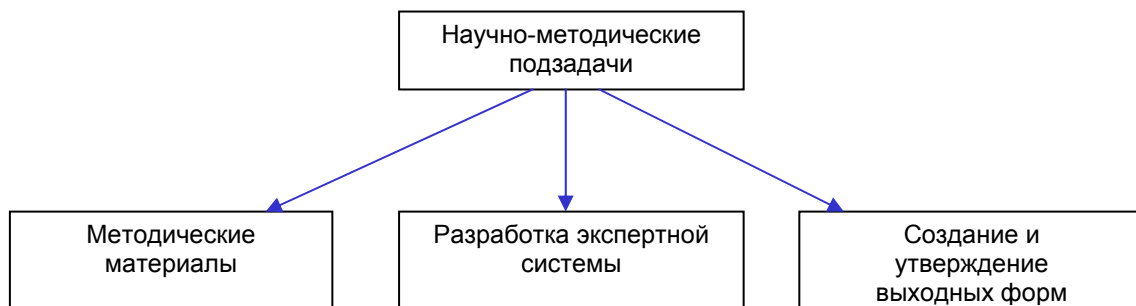 Научно-методические
подзадачи
Методические
материалы
Разработка экспертной
системы
Создание и
утверждение
выходных форм